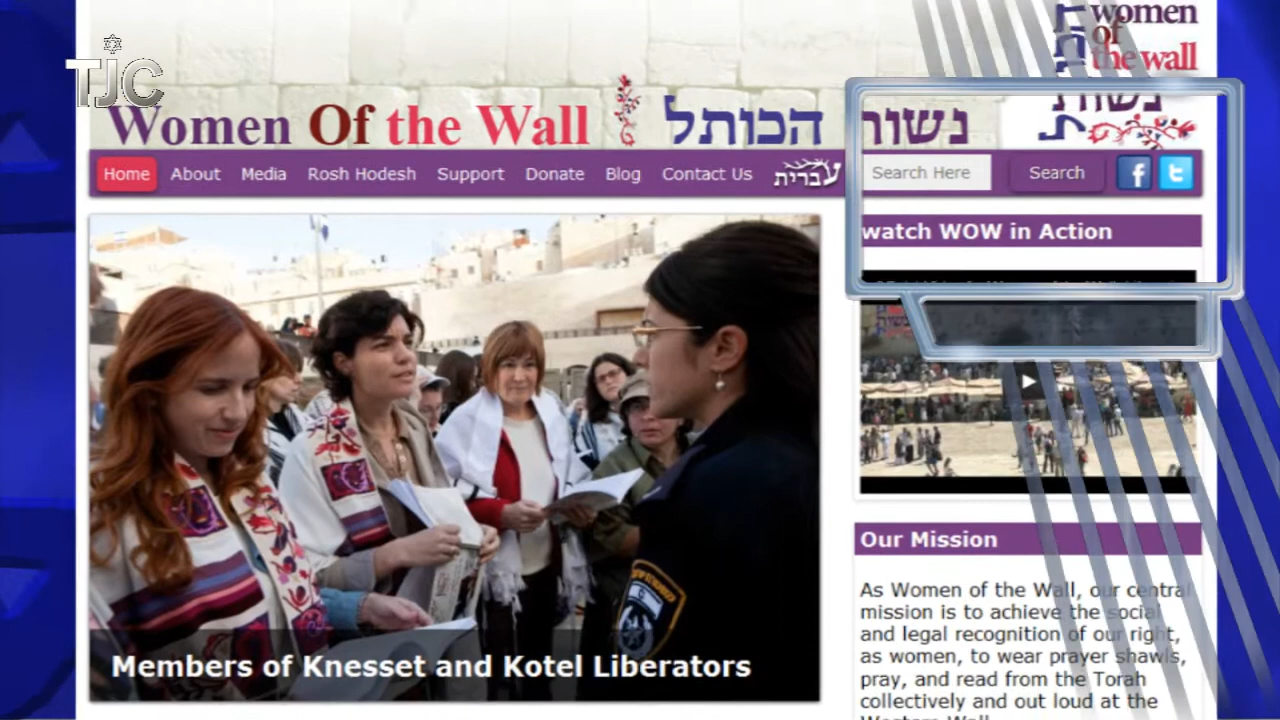 women
of
the wall
TJC
Women Of the Wall נשות הכותל
נשות
Home About Media Rosh Hodesh Support Donate Blog Contact Us עברית Search Here Search f
watch WOW in Action
Members of Knesset and Kotel Liberators
Our Mission
As Women of the Wall, our central
mission is to achieve the social
and legal recognition of our right,
as women, to wear prayer shawls,
pray, and read from the Torah
collectively and out loud at the
Western Wall